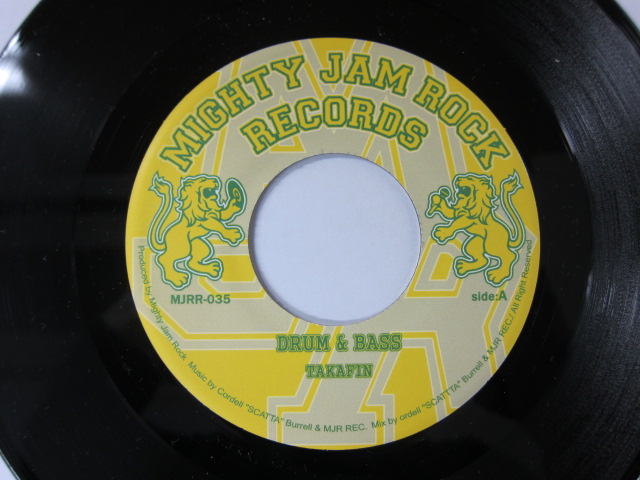 MIGHTY JAM ROCK
RECORDS
MJRR-035
side:A
DRUM & BASS
TAKAFIN
Produced by Mighty Jam Rock Music by Cordell "SCATTA" Burrell & MJR REC. Mix by ordell "SCATTTA" Burrell & MJR REC./ All Right Reserved